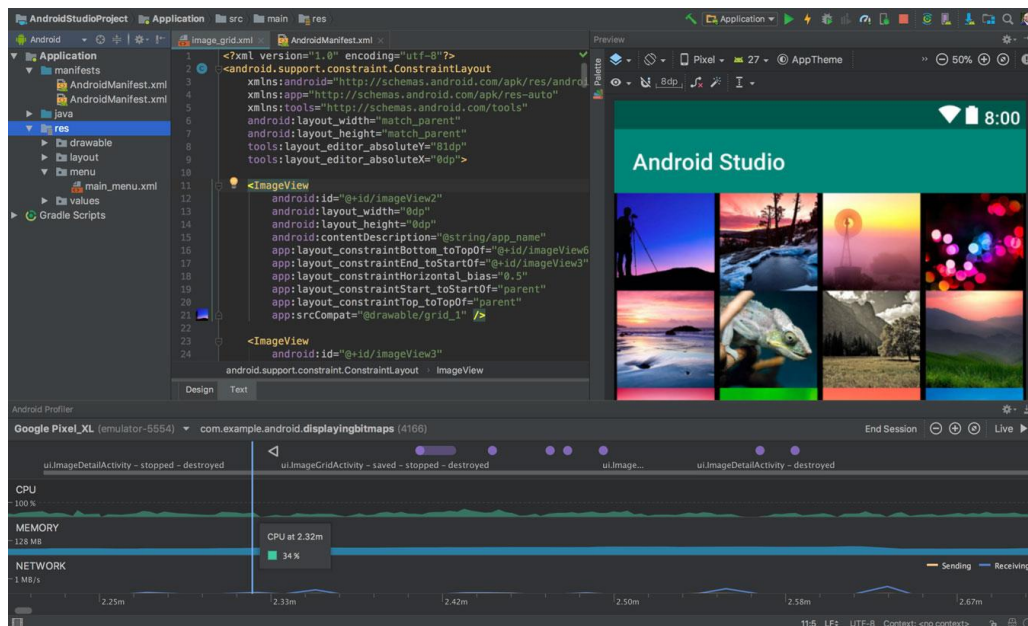 AndroidStudioProject Application src main res Application
Android image_grid.xml AndroidManifest.xml Preview
Application
manifests
AndroidManifest.xml
AndroidManifest.xml
java
res
drawable
layout
menu
main_menu.xml
values
Gradle Scripts
1 <?xml version="1.0" encoding="utf-8"?>
2 <android.support.constraint.ConstraintLayout
3 xmlns:android="http://schemas.android.com/apk/res/andro
4 xmlns:app="http://schemas.android.com/apk/res-auto"
5 xmlns:tools="http://schemas.android.com/tools"
6 android:layout_width="match_parent"
7 android:layout_height="match_parent"
8 tools:layout_editor_absoluteY="81dp"
9 tools:layout_editor_absoluteX="0dp">
10
11 <ImageView
12 android:id="@+id/imageView2"
13 android:layout_width="0dp"
14 android:layout_height="0dp"
15 android:contentDescription="@string/app_name"
16 app:layout_constraintBottom_toTopOf="@+id/imageView6
17 app:layout_constraintEnd_toStartOf="@+id/imageView3"
18 app:layout_constraintHorizontal_bias="0.5"
19 app:layout_constraintStart_toStartOf="parent"
20 app:layout_constraintTop_toTopOf="parent"
21 app:srcCompat="@drawable/grid_1" />
22
23 <ImageView
24 android:id="@+id/imageView3"
android.support.constraint.ConstraintLayout › ImageView
Design Text
Palette
Pixel 27 AppTheme » 50%
8dp
8:00
Android Studio
Android Profiler
Google Pixel_XL (emulator-5554) com.example.android.displayingbitmaps (4166) End Session Live
ui.ImageDetailActivity – stopped – destroyed ui.ImageGridActivity – saved – stopped – destroyed ui.Image... ui.ImageDetailActivity – destroyed
CPU
100 %
MEMORY
128 MB
CPU at 2.32m
34 %
NETWORK
Sending Receiving
1 MB/s
2.25m 2.33m 2.42m 2.50m 2.58m 2.67m
11:5 LF÷ UTF-8 Context: <no context>